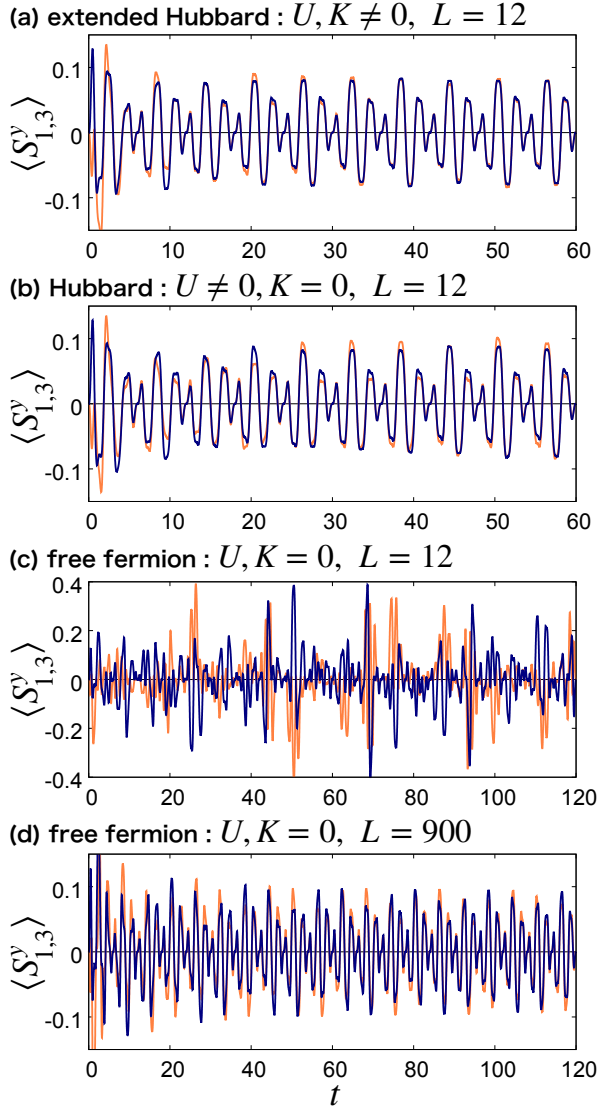 (a) extended Hubbard : U, K ≠ 0, L = 12
0.1
0
-0.1
⟨S^y_{1,3}⟩
0 10 20 30 40 50 60
(b) Hubbard : U ≠ 0, K = 0, L = 12
0.1
0
-0.1
⟨S^y_{1,3}⟩
0 10 20 30 40 50 60
(c) free fermion : U, K = 0, L = 12
0.4
0.2
0
-0.2
-0.4
⟨S^y_{1,3}⟩
0 20 40 60 80 100 120
(d) free fermion : U, K = 0, L = 900
0.1
0
-0.1
⟨S^y_{1,3}⟩
0 20 40 60 80 100 120
t